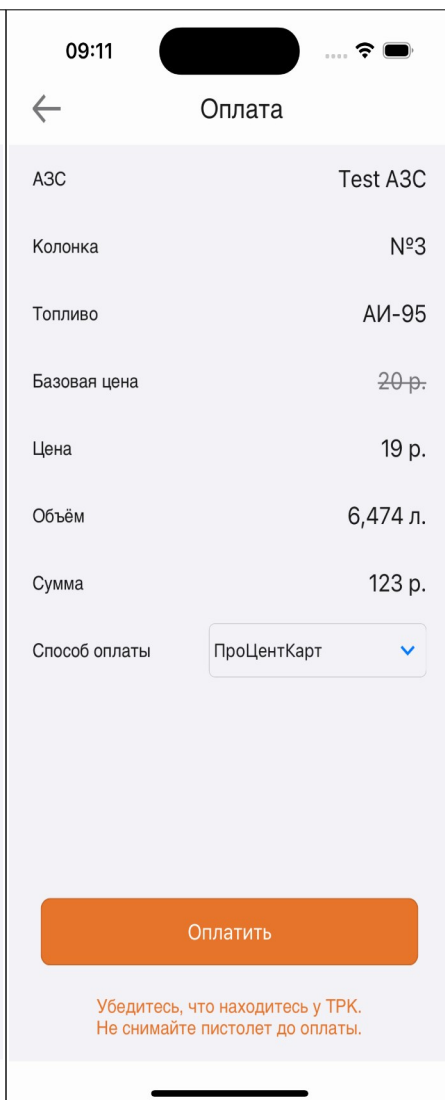 09:11
Оплата
АЗС Test АЗС
Колонка №3
Топливо АИ-95
Базовая цена 20 р.
Цена 19 р.
Объём 6,474 л.
Сумма 123 р.
Способ оплаты ПроЦентКарт
Оплатить
Убедитесь, что находитесь у ТРК.
Не снимайте пистолет до оплаты.